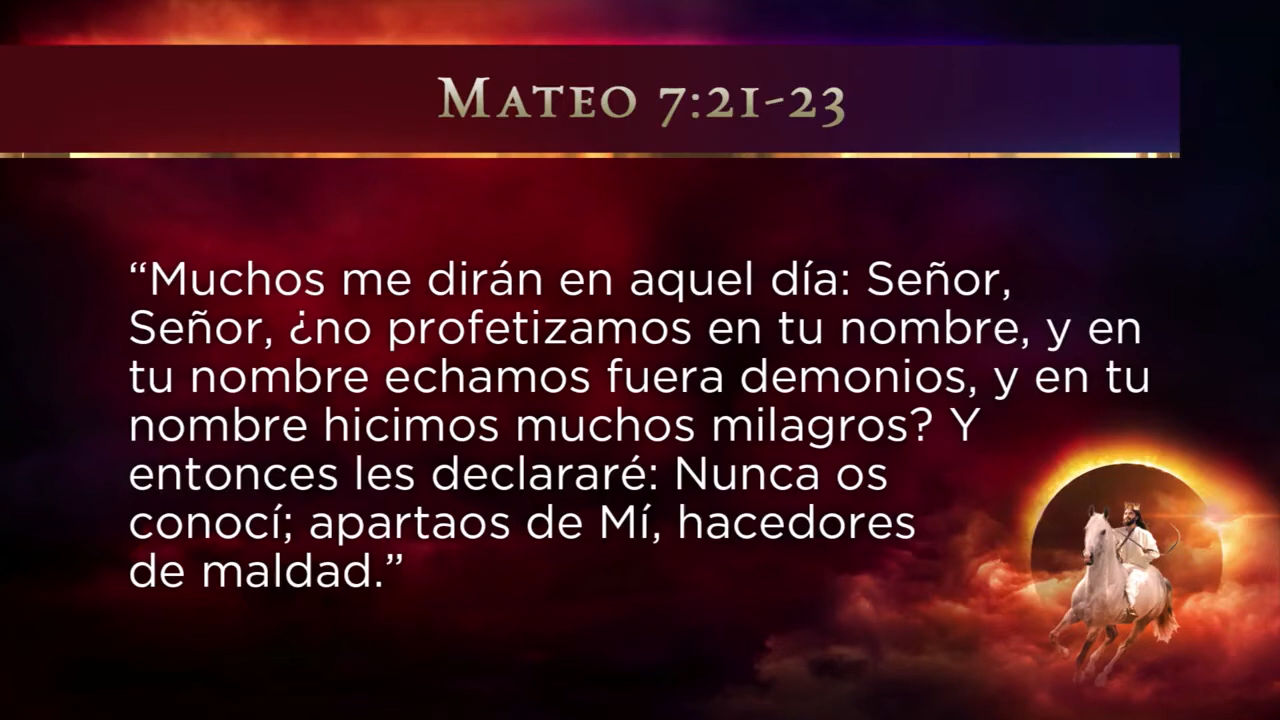 Mateo 7:21-23
“Muchos me dirán en aquel día: Señor,
Señor, ¿no profetizamos en tu nombre, y en
tu nombre echamos fuera demonios, y en tu
nombre hicimos muchos milagros? Y
entonces les declararé: Nunca os
conocí; apartaos de Mí, hacedores
de maldad.”